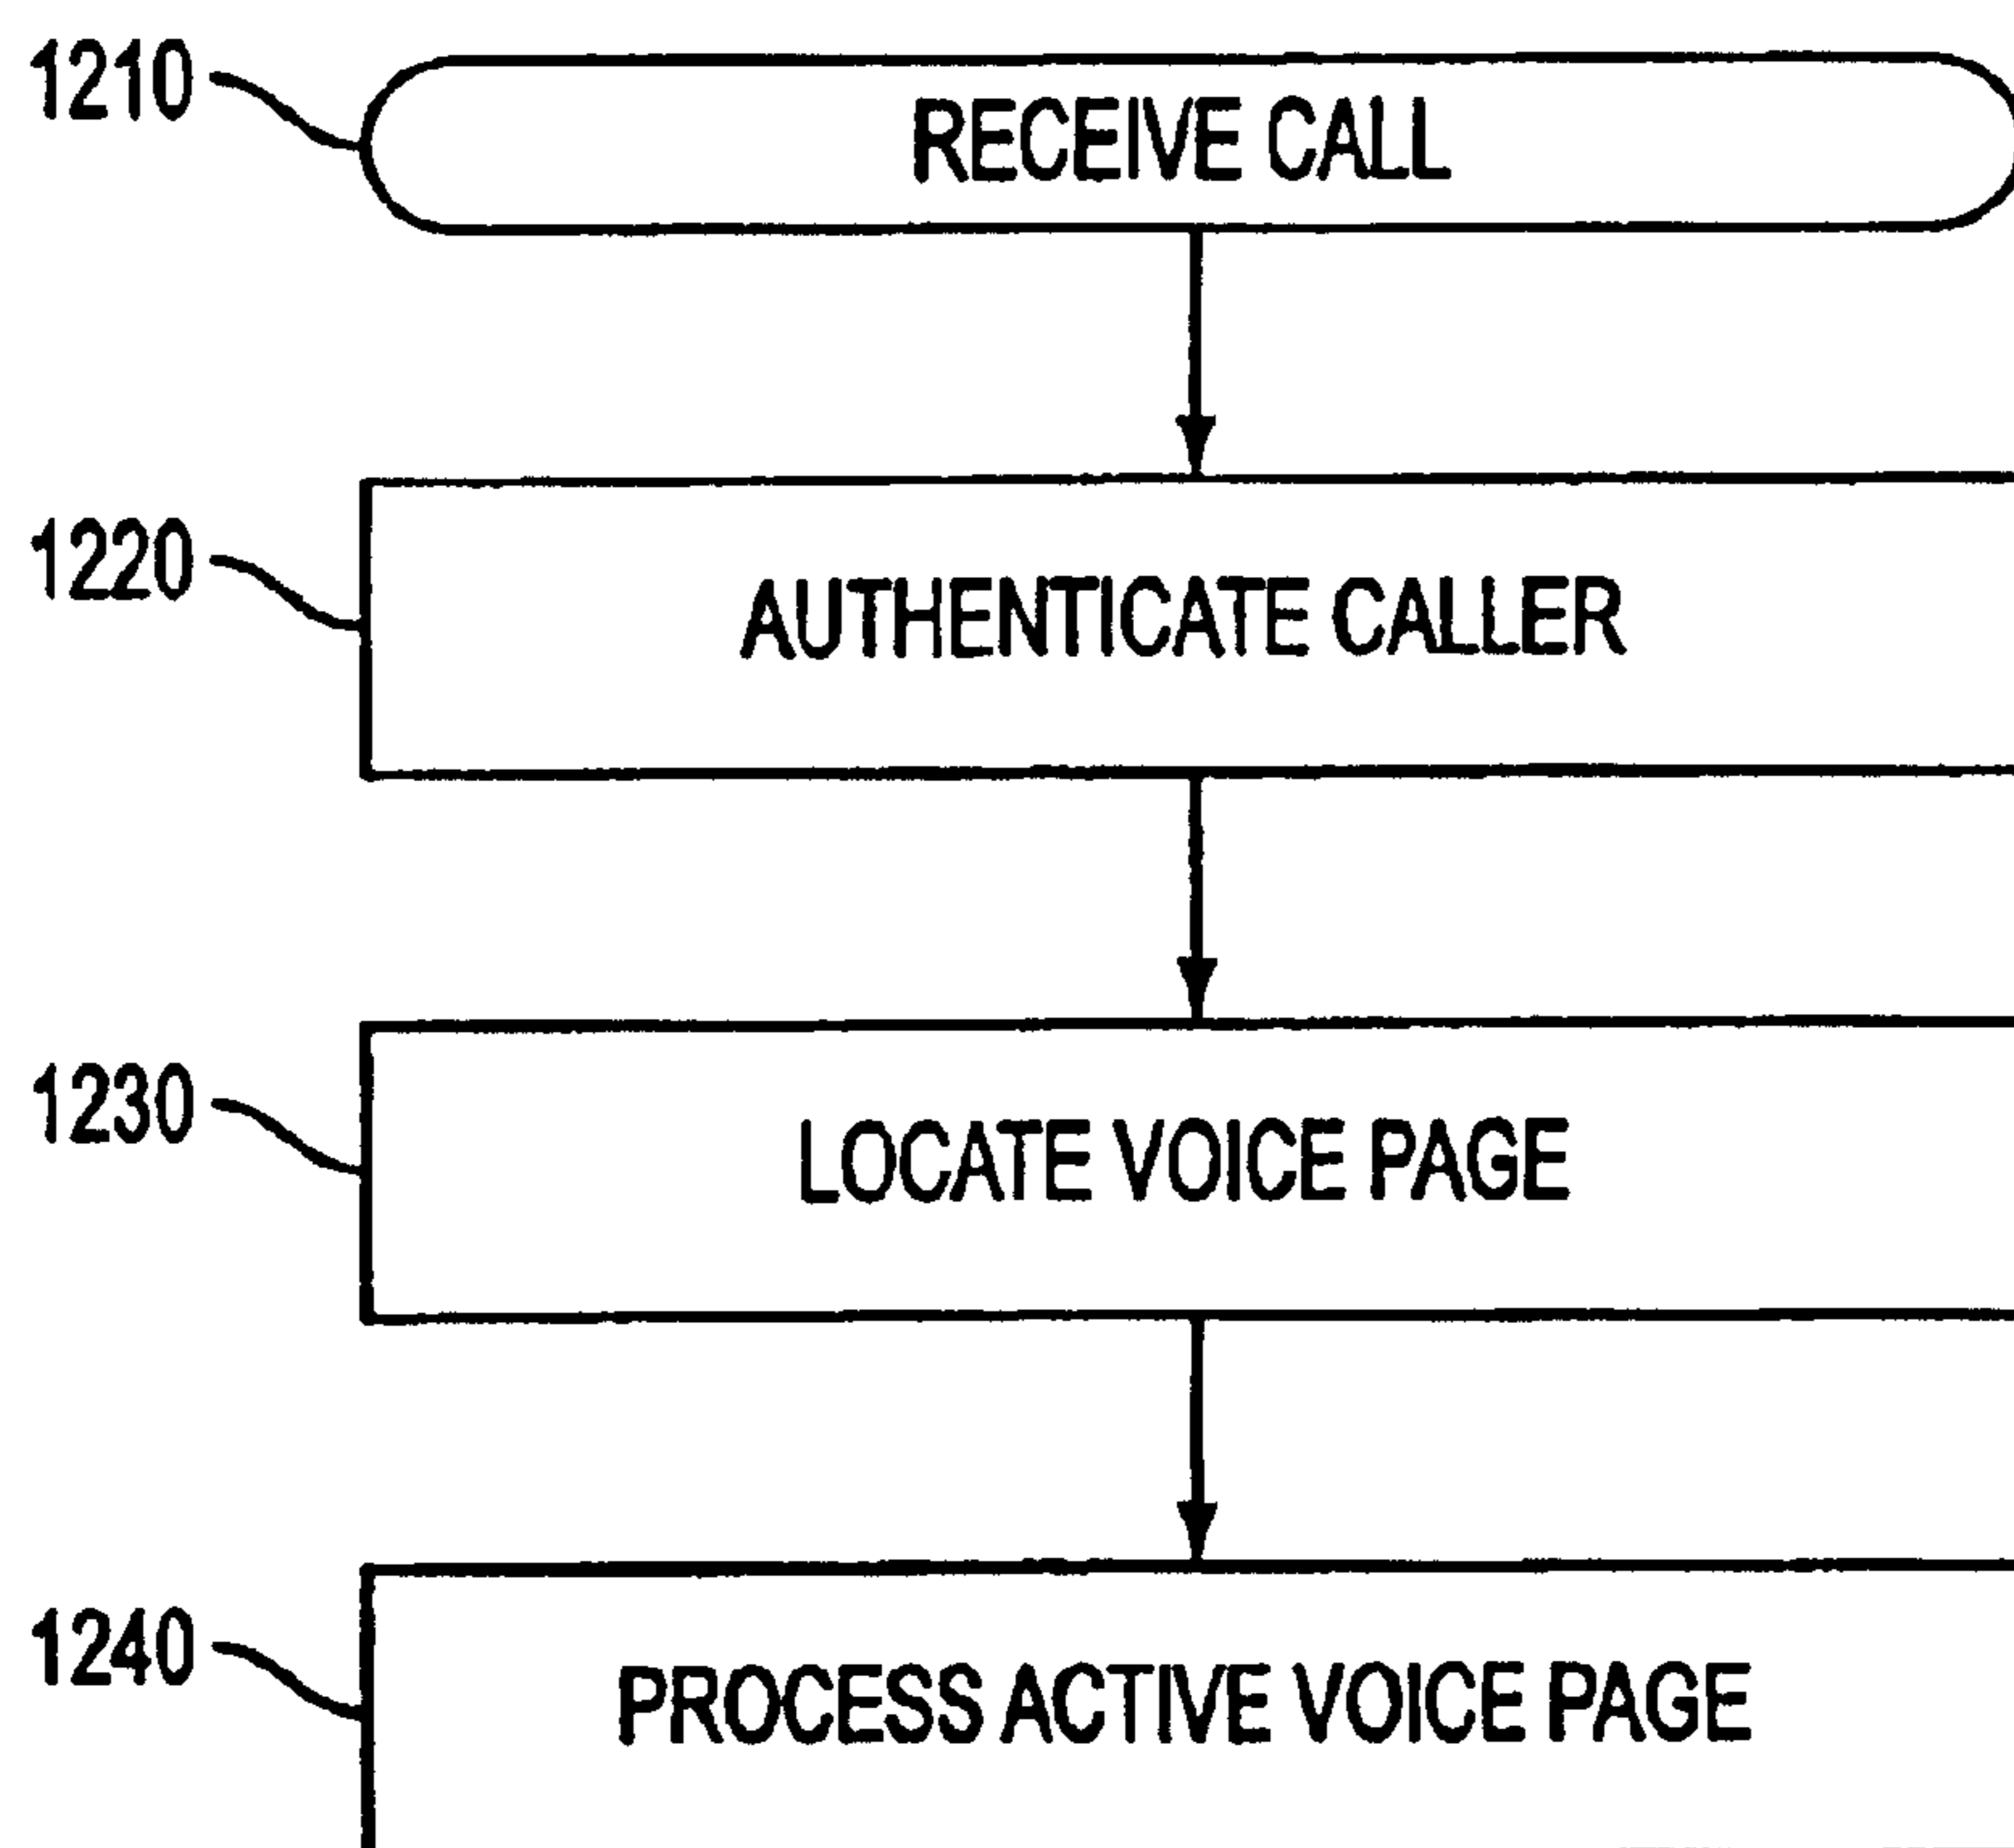 1210
RECEIVE CALL
1220
AUTHENTICATE CALLER
1230
LOCATE VOICE PAGE
1240
PROCESS ACTIVE VOICE PAGE